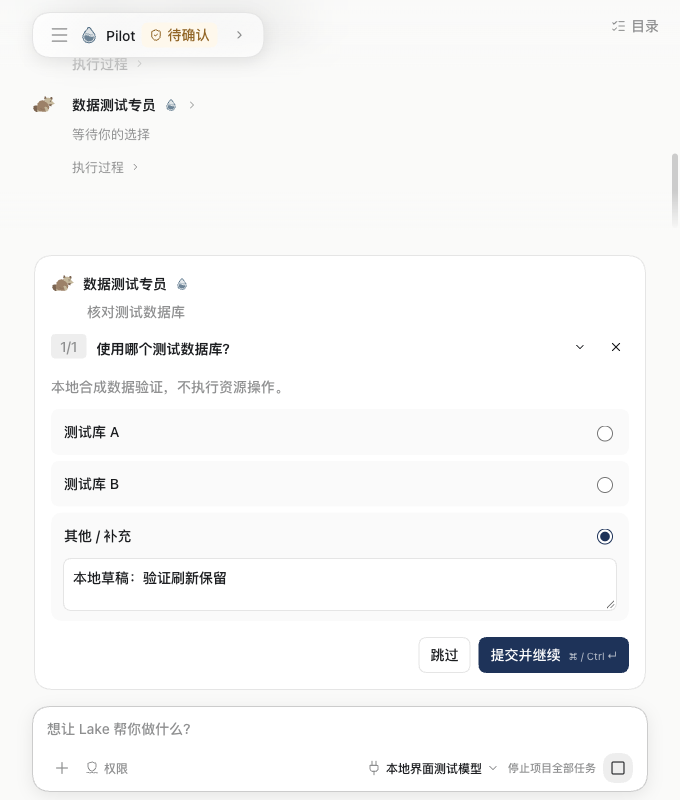 Pilot 待确认
目录
执行过程
数据测试专员
等待你的选择
执行过程
数据测试专员
核对测试数据库
1/1 使用哪个测试数据库?
本地合成数据验证，不执行资源操作。
测试库 A
测试库 B
其他 / 补充
本地草稿：验证刷新保留
跳过 提交并继续 ⌘ / Ctrl ↵
想让 Lake 帮你做什么?
权限 本地界面测试模型 停止项目全部任务